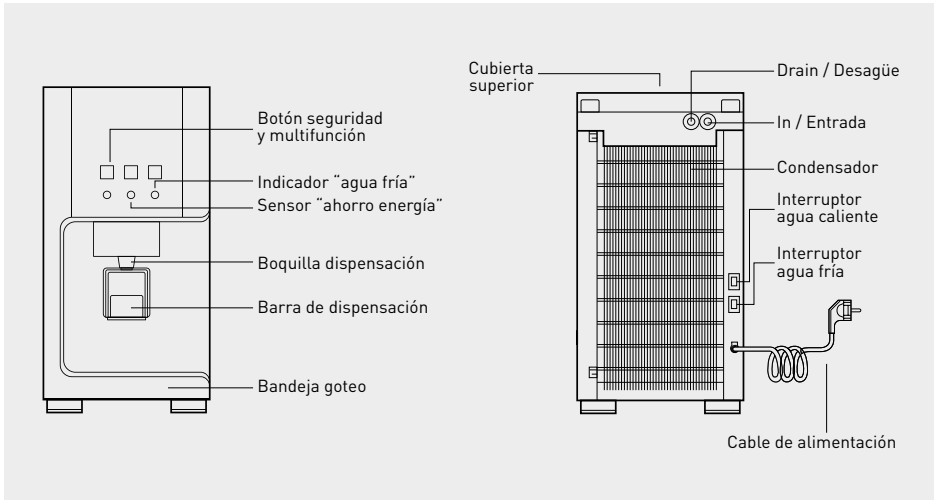 Botón seguridad
y multifunción
Indicador “agua fría”
Sensor “ahorro energía”
Boquilla dispensación
Barra de dispensación
Bandeja goteo
Cubierta
superior
Drain / Desagüe
In / Entrada
Condensador
Interruptor
agua caliente
Interruptor
agua fría
Cable de alimentación